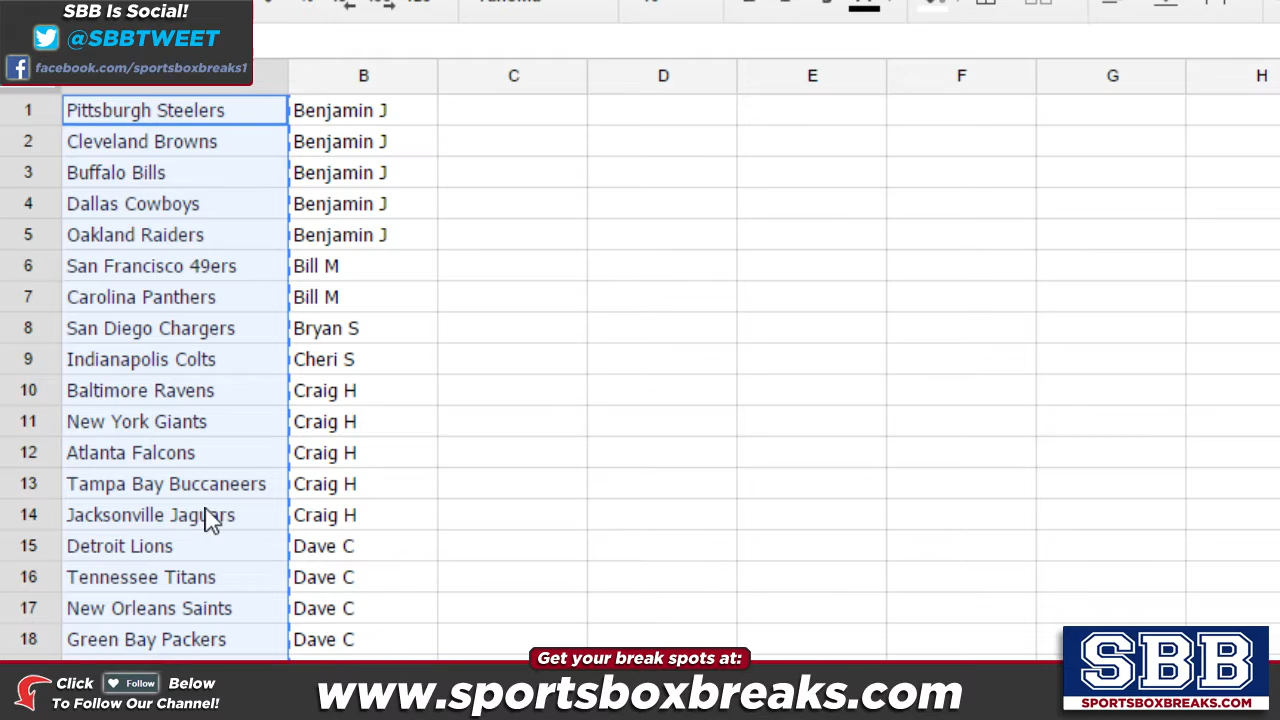 SBB Is Social!
@SBBTWEET
facebook.com/sportsboxbreaks1
B C D E F G H
1 Pittsburgh Steelers Benjamin J
2 Cleveland Browns Benjamin J
3 Buffalo Bills Benjamin J
4 Dallas Cowboys Benjamin J
5 Oakland Raiders Benjamin J
6 San Francisco 49ers Bill M
7 Carolina Panthers Bill M
8 San Diego Chargers Bryan S
9 Indianapolis Colts Cheri S
10 Baltimore Ravens Craig H
11 New York Giants Craig H
12 Atlanta Falcons Craig H
13 Tampa Bay Buccaneers Craig H
14 Jacksonville Jaguars Craig H
15 Detroit Lions Dave C
16 Tennessee Titans Dave C
17 New Orleans Saints Dave C
18 Green Bay Packers Dave C
Get your break spots at:
Click Follow Below
To Follow Our Channel!
www.sportsboxbreaks.com
SBB
SPORTSBOXBREAKS.COM